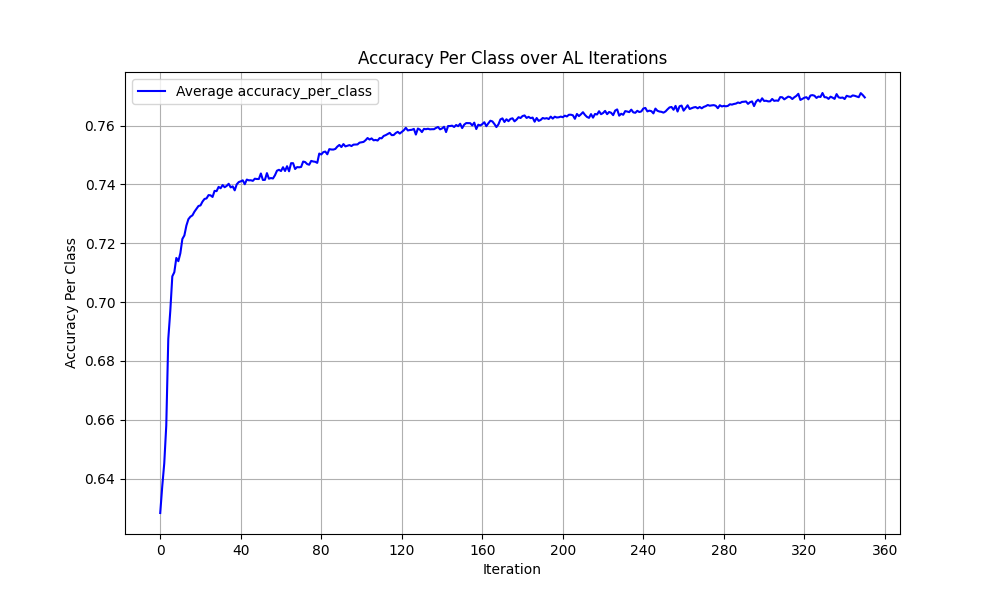 Accuracy Per Class over AL Iterations
Average accuracy_per_class
Accuracy Per Class
0.76
0.74
0.72
0.70
0.68
0.66
0.64
0 40 80 120 160 200 240 280 320 360
Iteration